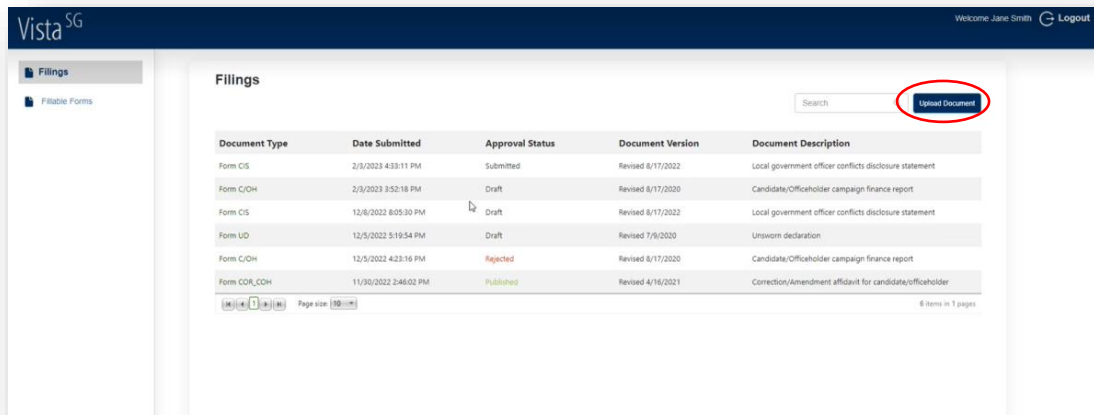 Vista SG
Welcome Jane Smith Logout
Filings
Fillable Forms
Filings
Search
Upload Document
Document Type Date Submitted Approval Status Document Version Document Description
Form CIS 2/3/2023 4:33:11 PM Submitted Revised 8/17/2022 Local government officer conflicts disclosure statement
Form C/OH 2/3/2023 3:52:18 PM Draft Revised 8/17/2020 Candidate/Officeholder campaign finance report
Form CIS 12/8/2022 8:05:30 PM Draft Revised 8/17/2022 Local government officer conflicts disclosure statement
Form UD 12/5/2022 5:19:54 PM Draft Revised 7/9/2020 Unsworn declaration
Form C/OH 12/5/2022 4:23:16 PM Rejected Revised 8/17/2020 Candidate/Officeholder campaign finance report
Form COR_COH 11/30/2022 2:46:02 PM Published Revised 4/16/2021 Correction/Amendment affidavit for candidate/officeholder
1 Page size: 10 6 items in 1 pages